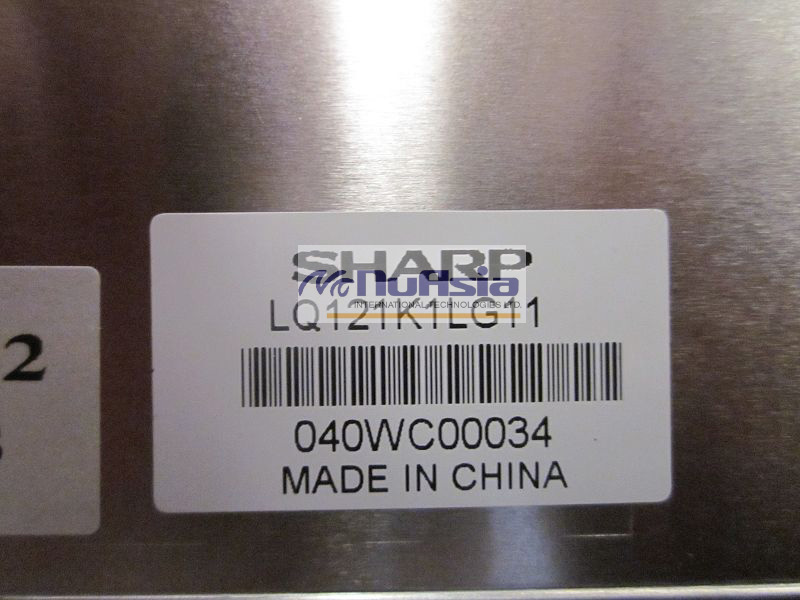 SHARP
NuAsia
INTERNATIONAL TECHNOLOGIES LTD.
LQ121K1LG11
040WC00034
MADE IN CHINA
2